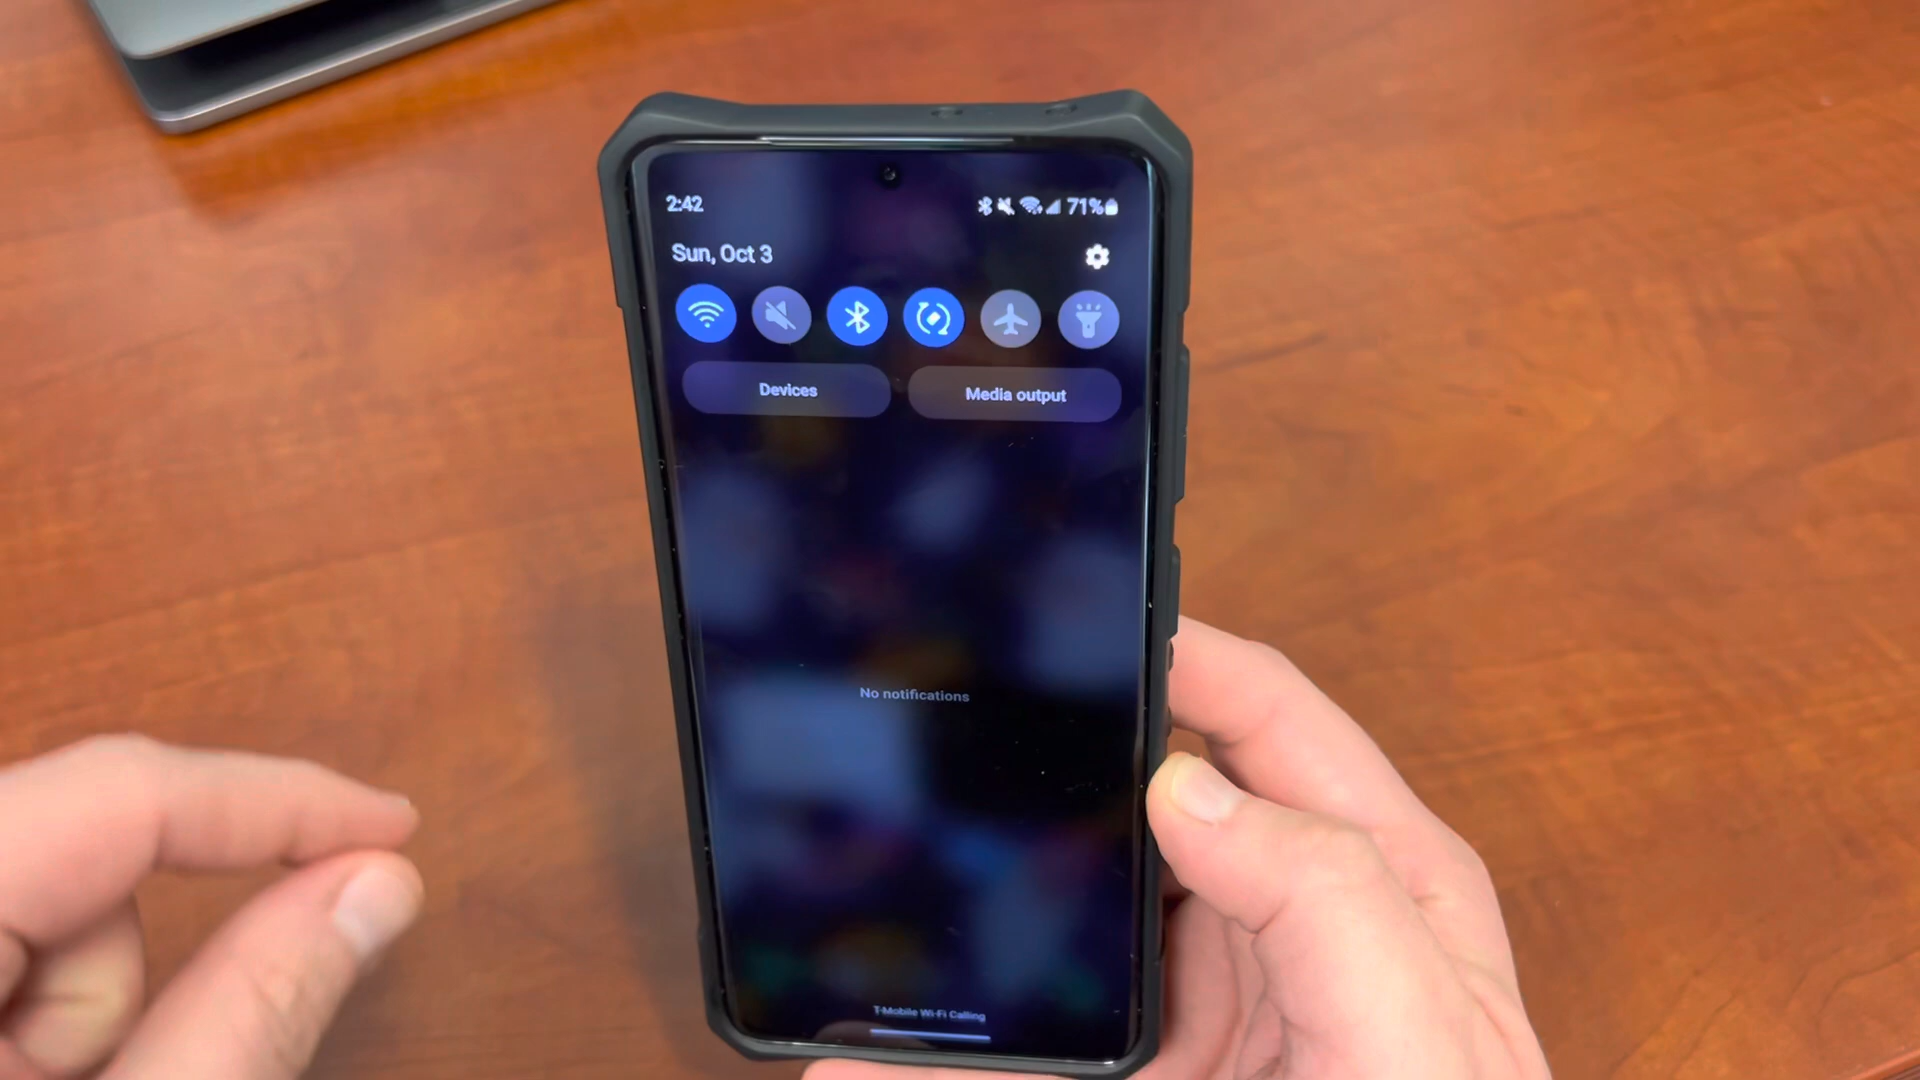 2:42 71%
Sun, Oct 3
Devices Media output
No notifications
T-Mobile Wi-Fi Calling